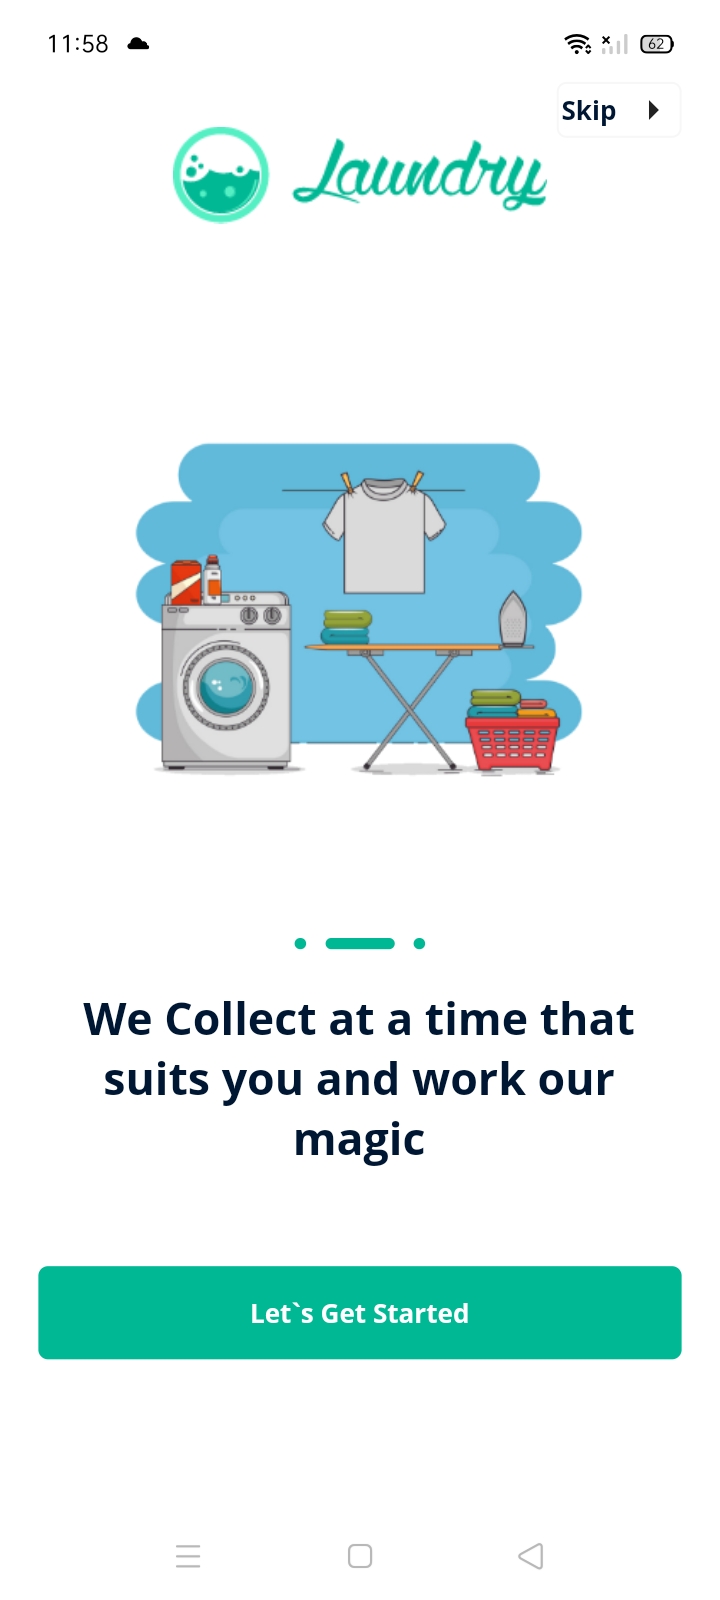 11:58
62
Skip
Laundry
We Collect at a time that
suits you and work our
magic
Let`s Get Started